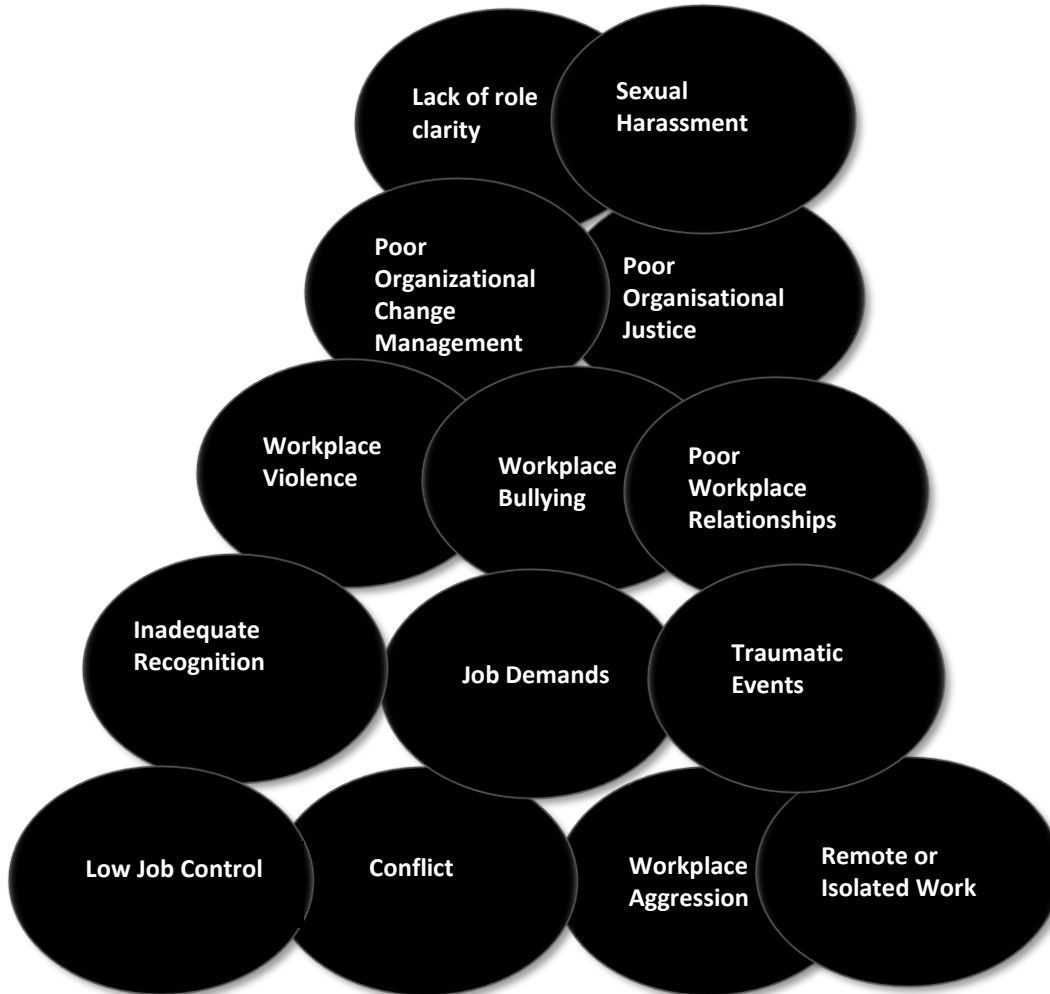 Lack of role
clarity
Sexual
Harassment
Poor
Organizational
Change
Management
Poor
Organisational
Justice
Workplace
Violence
Workplace
Bullying
Poor
Workplace
Relationships
Inadequate
Recognition
Job Demands
Traumatic
Events
Low Job Control
Conflict
Workplace
Aggression
Remote or
Isolated Work